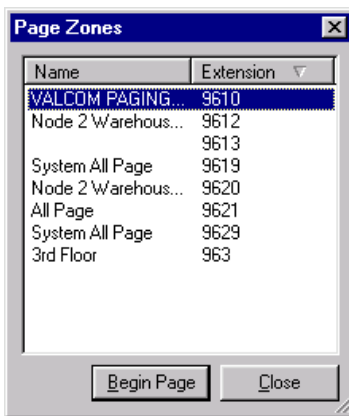 Page Zones
Name Extension
VALCOM PAGING... 9610
Node 2 Warehous... 9612
9613
System All Page 9619
Node 2 Warehous... 9620
All Page 9621
System All Page 9629
3rd Floor 963
Begin Page Close